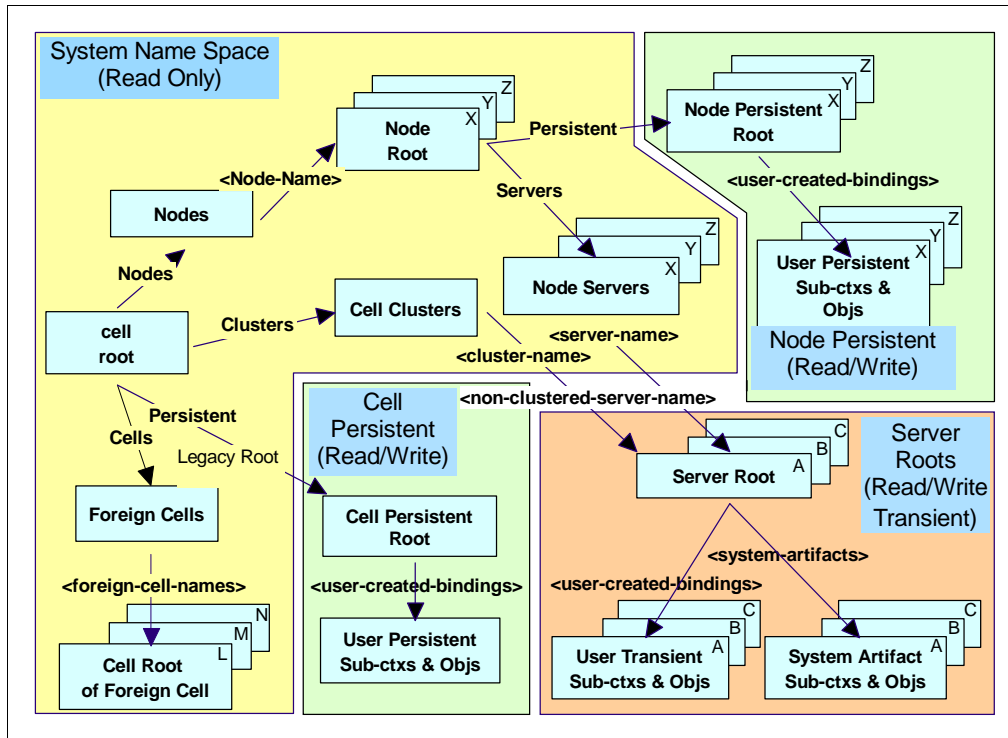 System Name Space
(Read Only)
Z
Y
X
Node
Root
Persistent
Z
Y
X
Node Persistent
Root
<Node-Name>
Servers
<user-created-bindings>
Nodes
Z
Y
X
Node Servers
Z
Y
X
User Persistent
Sub-ctxs &
Objs
Nodes
Cell Clusters
cell
root
Clusters
<server-name>
<cluster-name>
Node Persistent
(Read/Write)
<non-clustered-server-name>
Persistent
Cells
Legacy Root
Cell
Persistent
(Read/Write)
C
B
A
Server Root
Server
Roots
(Read/Write
Transient)
Foreign Cells
Cell Persistent
Root
<system-artifacts>
<foreign-cell-names>
<user-created-bindings>
<user-created-bindings>
N
M
L
Cell Root
of Foreign Cell
User Persistent
Sub-ctxs & Objs
C
B
A
User Transient
Sub-ctxs & Objs
C
B
A
System Artifact
Sub-ctxs & Objs